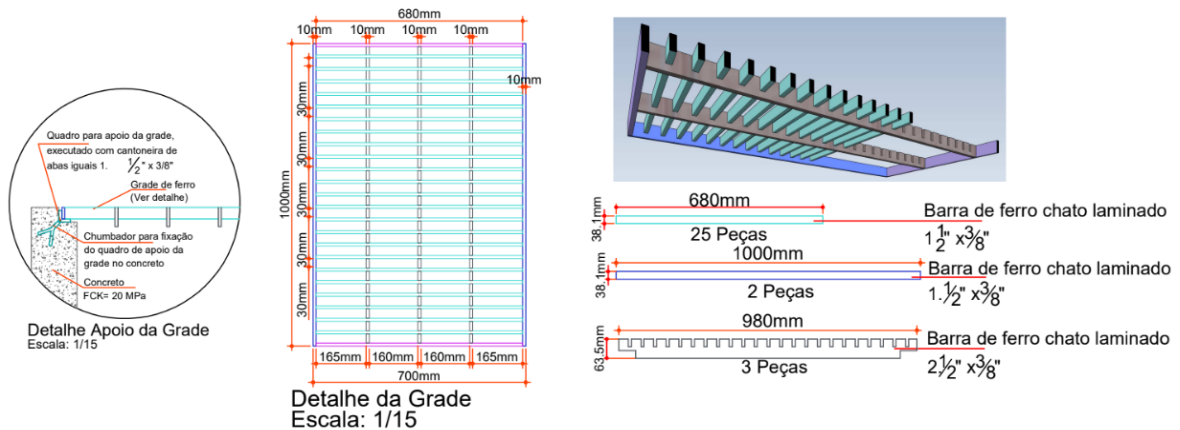 Quadro para apoio da grade,
executado com cantoneira de
abas iguais 1. 1/2" x 3/8"
Grade de ferro
(Ver detalhe)
Chumbador para fixação
do quadro de apoio da
grade no concreto
Concreto
FCK= 20 MPa
Detalhe Apoio da Grade
Escala: 1/15
680mm
10mm 10mm 10mm 10mm
10mm
1000mm
30mm
30mm
30mm
30mm
30mm
30mm
165mm 160mm 160mm 165mm
700mm
Detalhe da Grade
Escala: 1/15
680mm
38,1mm
25 Peças
Barra de ferro chato laminado
1 1/2" x3/8"
1000mm
38,1mm
2 Peças
Barra de ferro chato laminado
1.1/2" x3/8"
980mm
63,5mm
3 Peças
Barra de ferro chato laminado
2,1/2" x3/8"